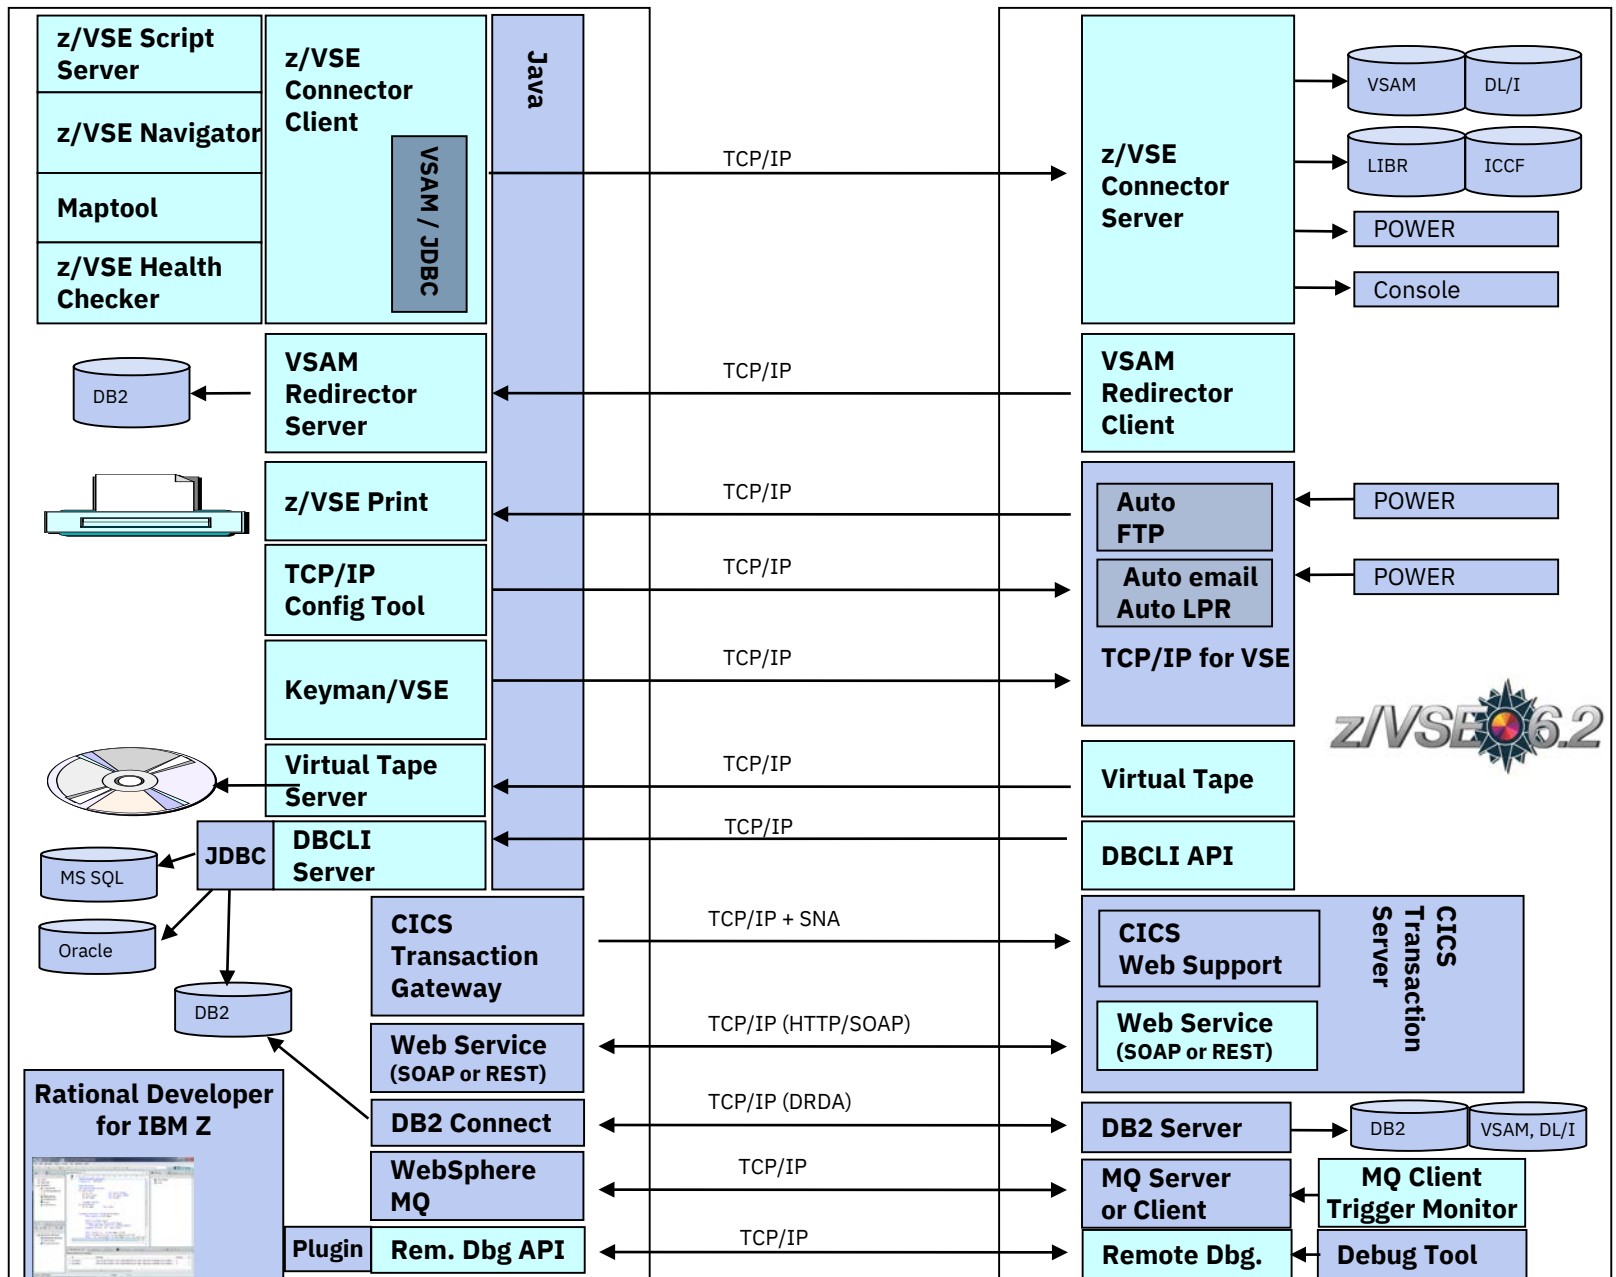 z/VSE Script
Server
z/VSE Navigator
Maptool
z/VSE Health
Checker
z/VSE
Connector
Client
VSAM / JDBC
Java
TCP/IP
z/VSE
Connector
Server
VSAM
DL/I
LIBR
ICCF
POWER
Console
DB2
VSAM
Redirector
Server
TCP/IP
VSAM
Redirector
Client
z/VSE Print
TCP/IP
Auto
FTP
POWER
TCP/IP
Config Tool
TCP/IP
Auto email
Auto LPR
POWER
Keyman/VSE
TCP/IP
TCP/IP for VSE
z/VSE 6.2
Virtual Tape
Server
TCP/IP
Virtual Tape
JDBC
DBCLI
Server
TCP/IP
DBCLI API
MS SQL
Oracle
DB2
CICS
Transaction
Gateway
TCP/IP + SNA
CICS
Web Support
CICS
Transaction
Server
Web Service
(SOAP or REST)
TCP/IP (HTTP/SOAP)
Web Service
(SOAP or REST)
Rational Developer
for IBM Z
DB2 Connect
TCP/IP (DRDA)
DB2 Server
DB2
VSAM, DL/I
WebSphere
MQ
TCP/IP
MQ Server
or Client
MQ Client
Trigger Monitor
Plugin
Rem. Dbg API
TCP/IP
Remote Dbg.
Debug Tool